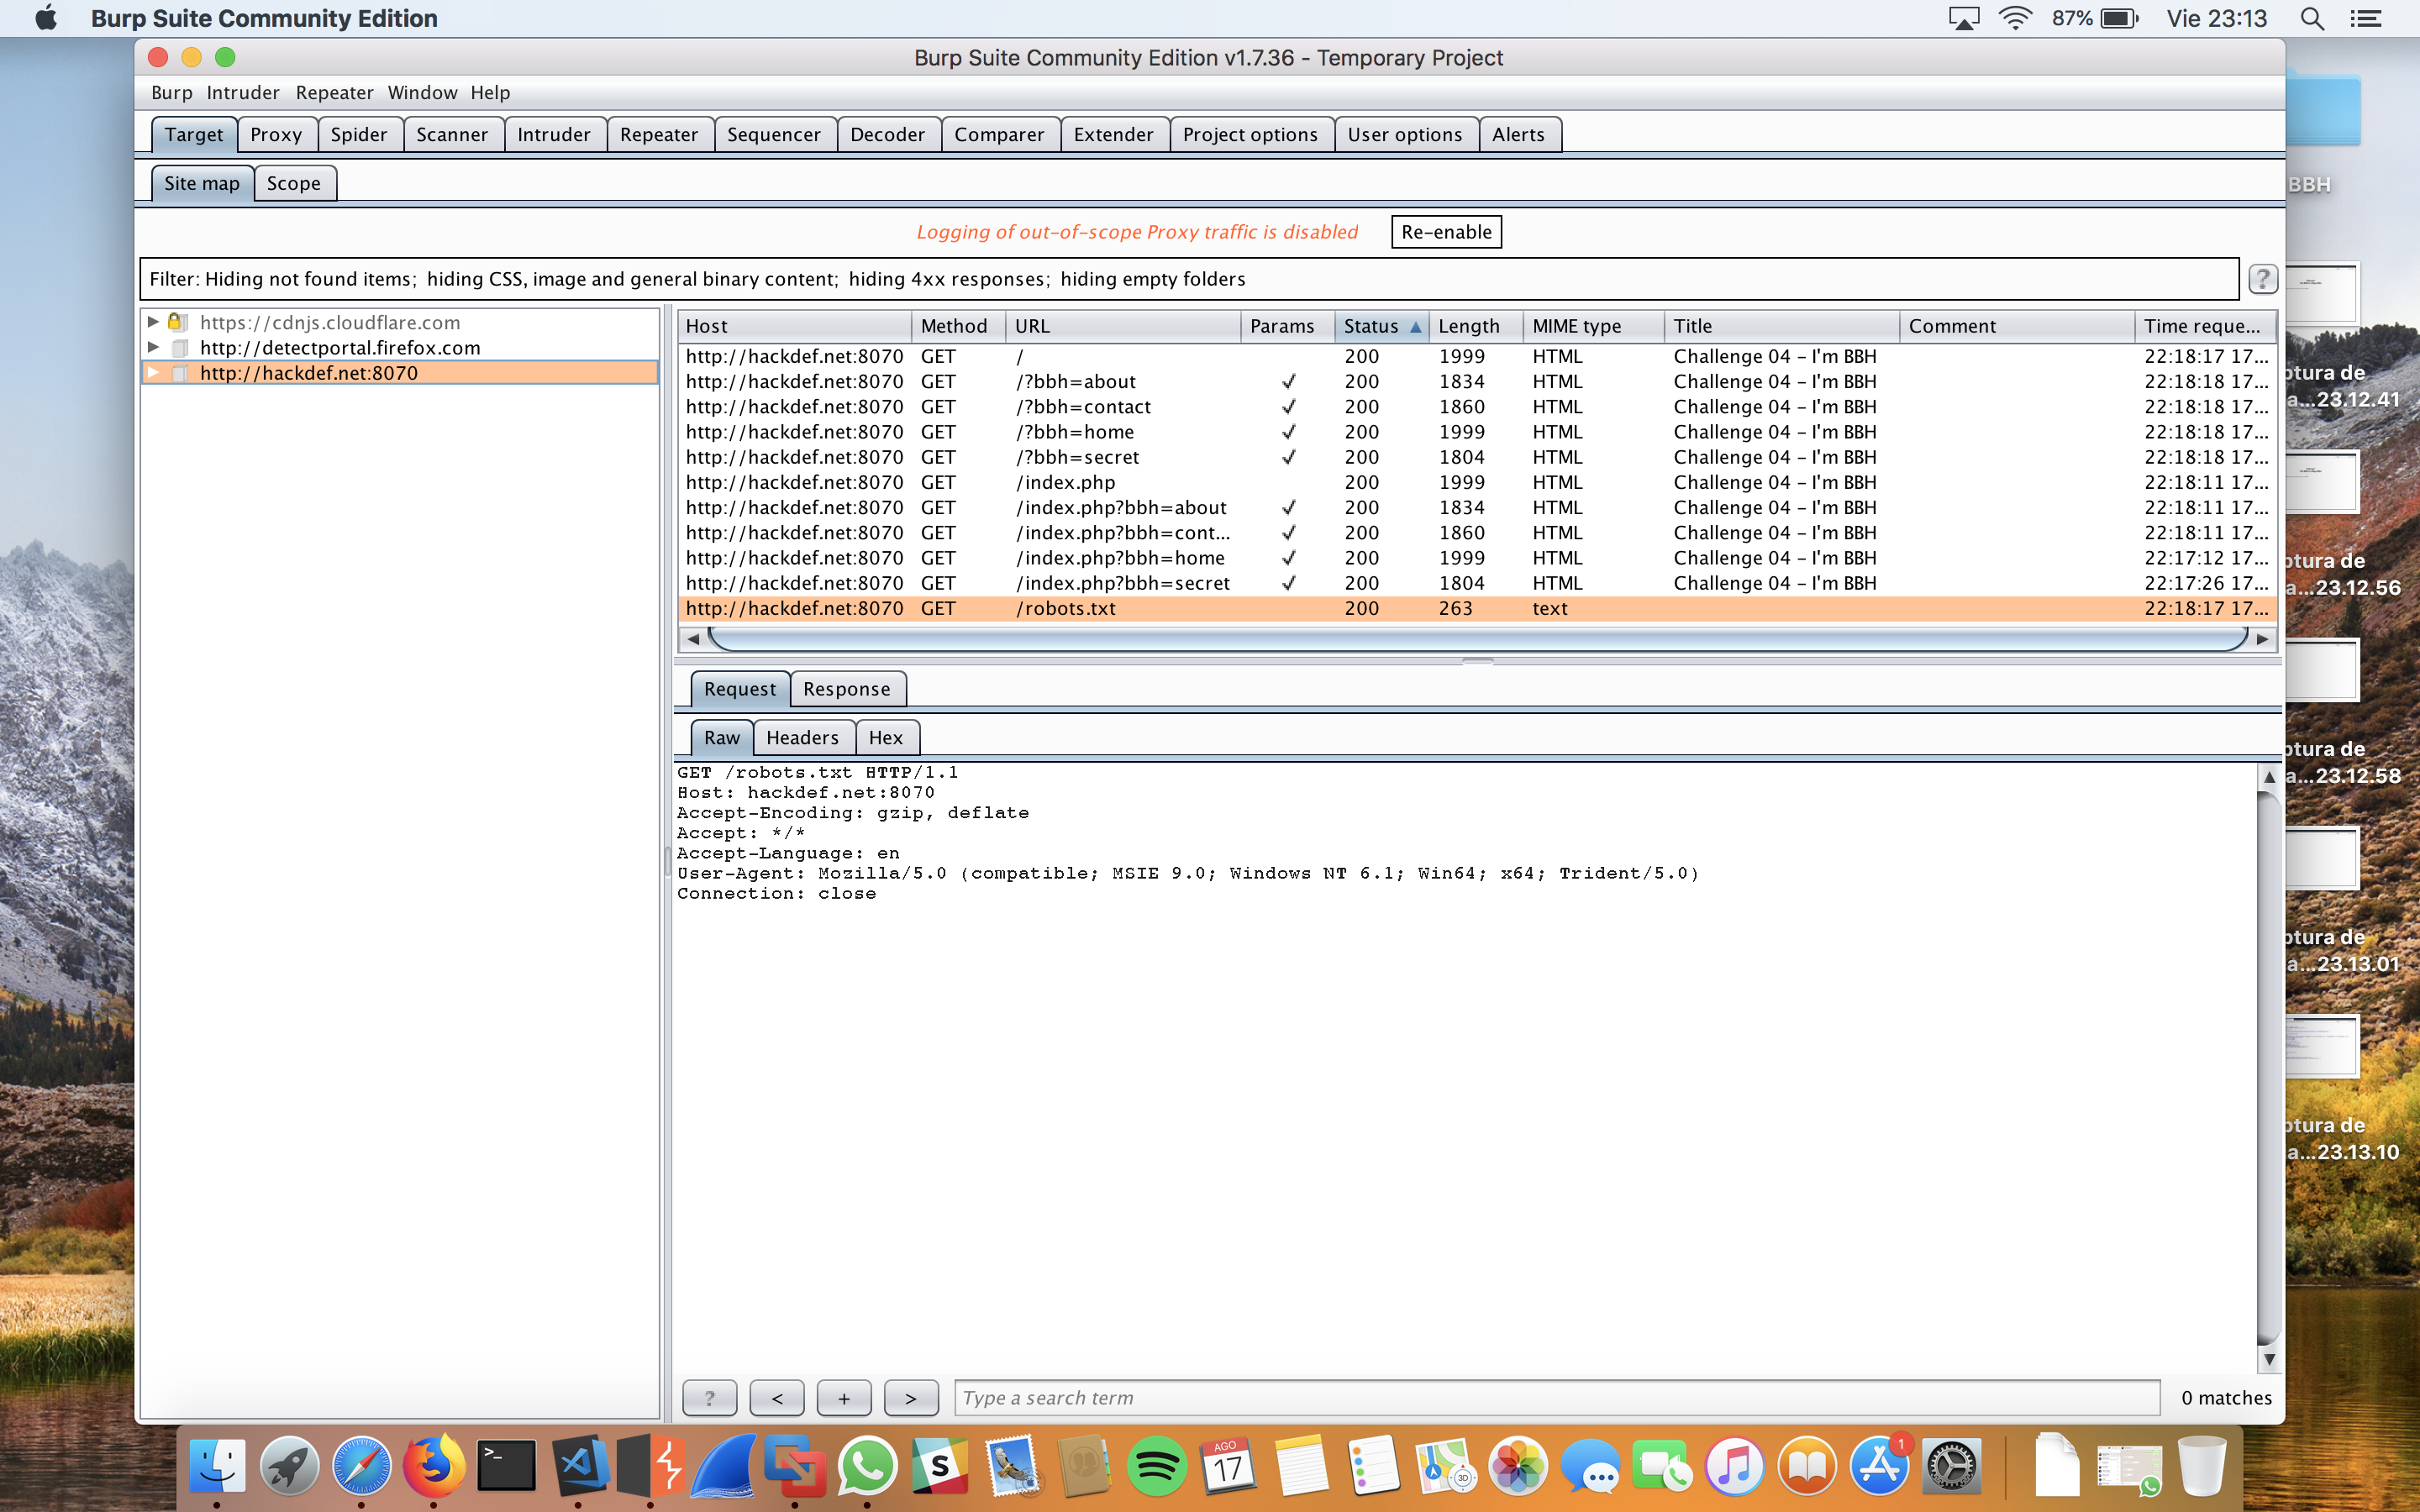 Burp Suite Community Edition
87%
Vie 23:13
Burp Suite Community Edition v1.7.36 - Temporary Project
Burp Intruder Repeater Window Help
Target Proxy Spider Scanner Intruder Repeater Sequencer Decoder Comparer Extender Project options User options Alerts
Site map Scope
Logging of out-of-scope Proxy traffic is disabled Re-enable
Filter: Hiding not found items; hiding CSS, image and general binary content; hiding 4xx responses; hiding empty folders ?
https://cdnjs.cloudflare.com
http://detectportal.firefox.com
http://hackdef.net:8070
Host Method URL Params Status Length MIME type Title Comment Time reque...
http://hackdef.net:8070 GET / 200 1999 HTML Challenge 04 - I'm BBH 22:18:17 17...
http://hackdef.net:8070 GET /?bbh=about ✓ 200 1834 HTML Challenge 04 - I'm BBH 22:18:18 17...
http://hackdef.net:8070 GET /?bbh=contact ✓ 200 1860 HTML Challenge 04 - I'm BBH 22:18:18 17...
http://hackdef.net:8070 GET /?bbh=home ✓ 200 1999 HTML Challenge 04 - I'm BBH 22:18:18 17...
http://hackdef.net:8070 GET /?bbh=secret ✓ 200 1804 HTML Challenge 04 - I'm BBH 22:18:18 17...
http://hackdef.net:8070 GET /index.php 200 1999 HTML Challenge 04 - I'm BBH 22:18:11 17...
http://hackdef.net:8070 GET /index.php?bbh=about ✓ 200 1834 HTML Challenge 04 - I'm BBH 22:18:11 17...
http://hackdef.net:8070 GET /index.php?bbh=cont... ✓ 200 1860 HTML Challenge 04 - I'm BBH 22:18:11 17...
http://hackdef.net:8070 GET /index.php?bbh=home ✓ 200 1999 HTML Challenge 04 - I'm BBH 22:17:12 17...
http://hackdef.net:8070 GET /index.php?bbh=secret ✓ 200 1804 HTML Challenge 04 - I'm BBH 22:17:26 17...
http://hackdef.net:8070 GET /robots.txt 200 263 text 22:18:17 17...
Request Response
Raw Headers Hex
GET /robots.txt HTTP/1.1
Host: hackdef.net:8070
Accept-Encoding: gzip, deflate
Accept: */*
Accept-Language: en
User-Agent: Mozilla/5.0 (compatible; MSIE 9.0; Windows NT 6.1; Win64; x64; Trident/5.0)
Connection: close
? < + > Type a search term 0 matches
BBH
ptura de
a...23.12.41
ptura de
a...23.12.56
ptura de
a...23.12.58
ptura de
a...23.13.01
ptura de
a...23.13.10
>_
S
AGO
17
3D
1